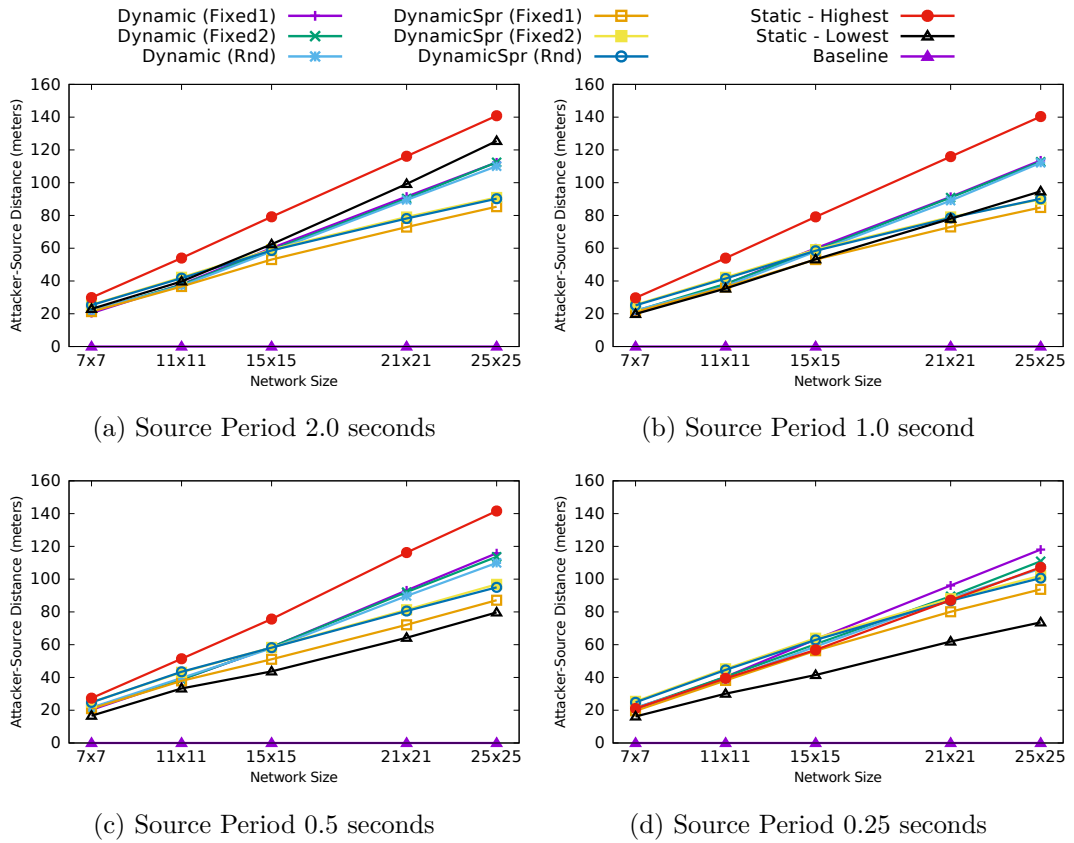 Dynamic (Fixed1) DynamicSpr (Fixed1) Static - Highest
Dynamic (Fixed2) DynamicSpr (Fixed2) Static - Lowest
Dynamic (Rnd) DynamicSpr (Rnd) Baseline
Attacker-Source Distance (meters)
160
140
120
100
80
60
40
20
0
7x7 11x11 15x15 21x21 25x25
Network Size
(a) Source Period 2.0 seconds
Attacker-Source Distance (meters)
160
140
120
100
80
60
40
20
0
7x7 11x11 15x15 21x21 25x25
Network Size
(b) Source Period 1.0 second
Attacker-Source Distance (meters)
160
140
120
100
80
60
40
20
0
7x7 11x11 15x15 21x21 25x25
Network Size
(c) Source Period 0.5 seconds
Attacker-Source Distance (meters)
160
140
120
100
80
60
40
20
0
7x7 11x11 15x15 21x21 25x25
Network Size
(d) Source Period 0.25 seconds